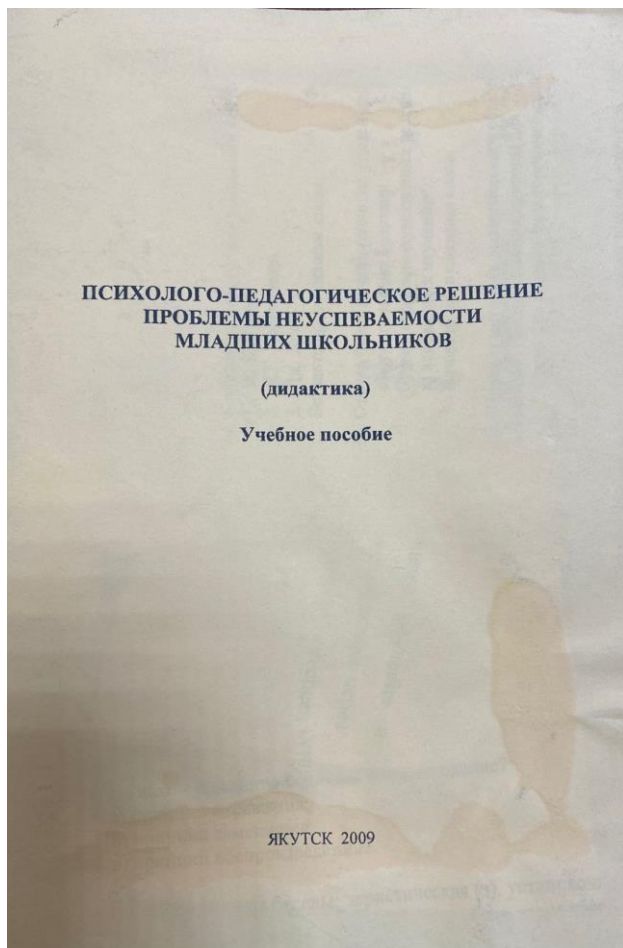 ПСИХОЛОГО-ПЕДАГОГИЧЕСКОЕ РЕШЕНИЕ
ПРОБЛЕМЫ НЕУСПЕВАЕМОСТИ
МЛАДШИХ ШКОЛЬНИКОВ
(дидактика)
Учебное пособие
ЯКУТСК 2009